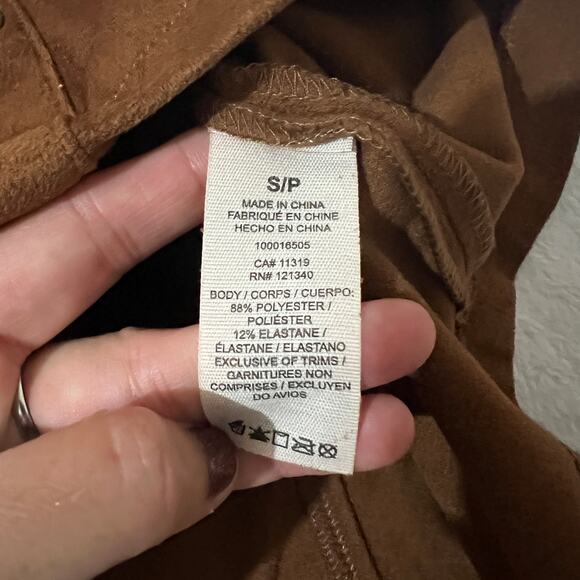 S/P
MADE IN CHINA
FABRIQUÉ EN CHINE
HECHO EN CHINA
100016505
CA# 11319
RN# 121340
BODY / CORPS / CUERPO:
88% POLYESTER /
POLIÉSTER
12% ELASTANE /
ÉLASTANE / ELASTANO
EXCLUSIVE OF TRIMS /
GARNITURES NON
COMPRISES / EXCLUYEN
DO AVIOS